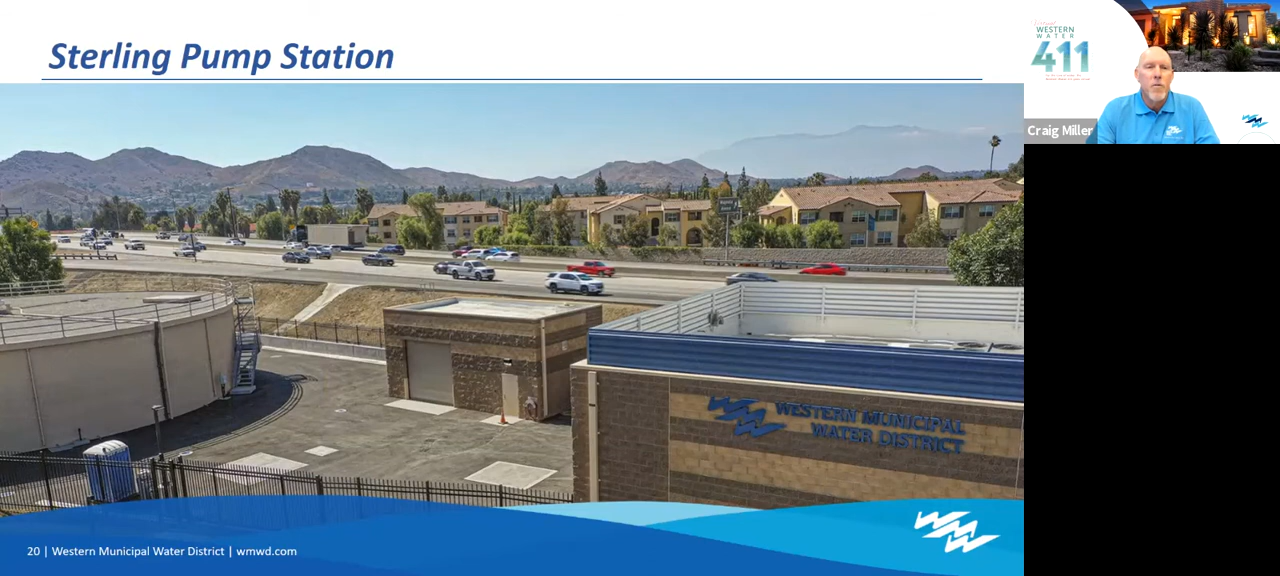 Sterling Pump Station
WESTERN
WATER
411
Craig Miller
WESTERN MUNICIPAL
WATER DISTRICT
20 | Western Municipal Water District | wmwd.com